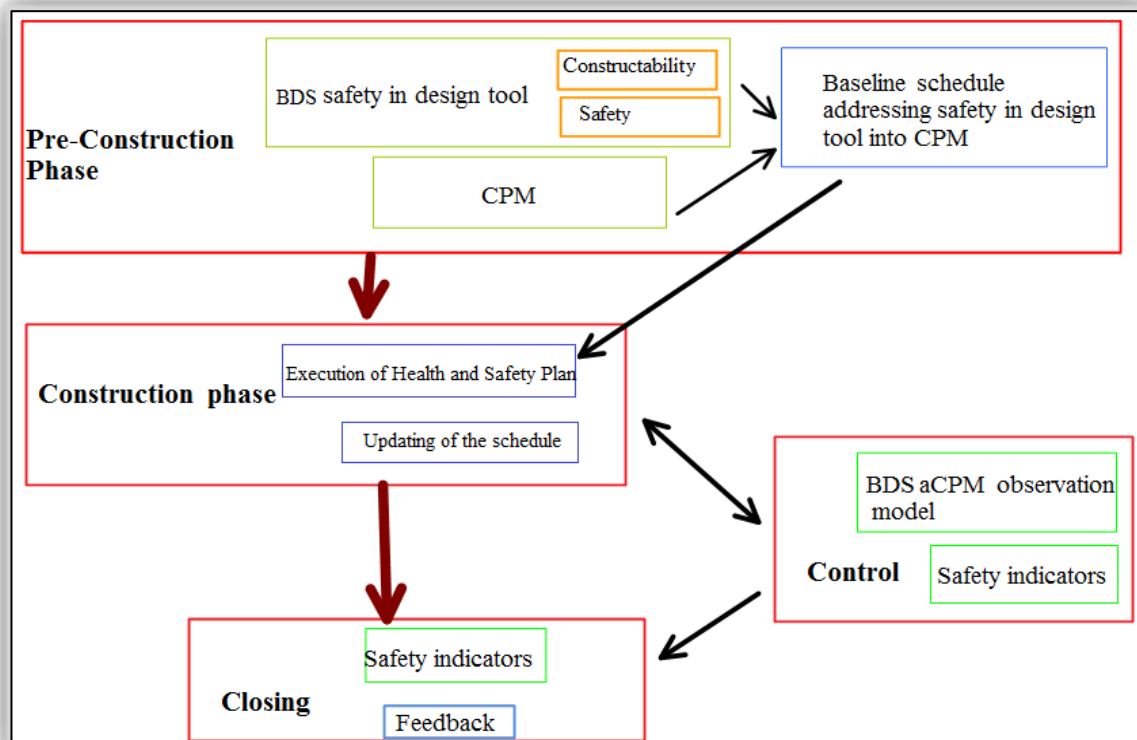 Pre-Construction
Phase
BDS safety in design tool
Constructability
Safety
CPM
Baseline schedule
addressing safety in design
tool into CPM
Construction phase
Execution of Health and Safety Plan
Updating of the schedule
BDS aCPM observation
model
Control
Safety indicators
Closing
Safety indicators
Feedback